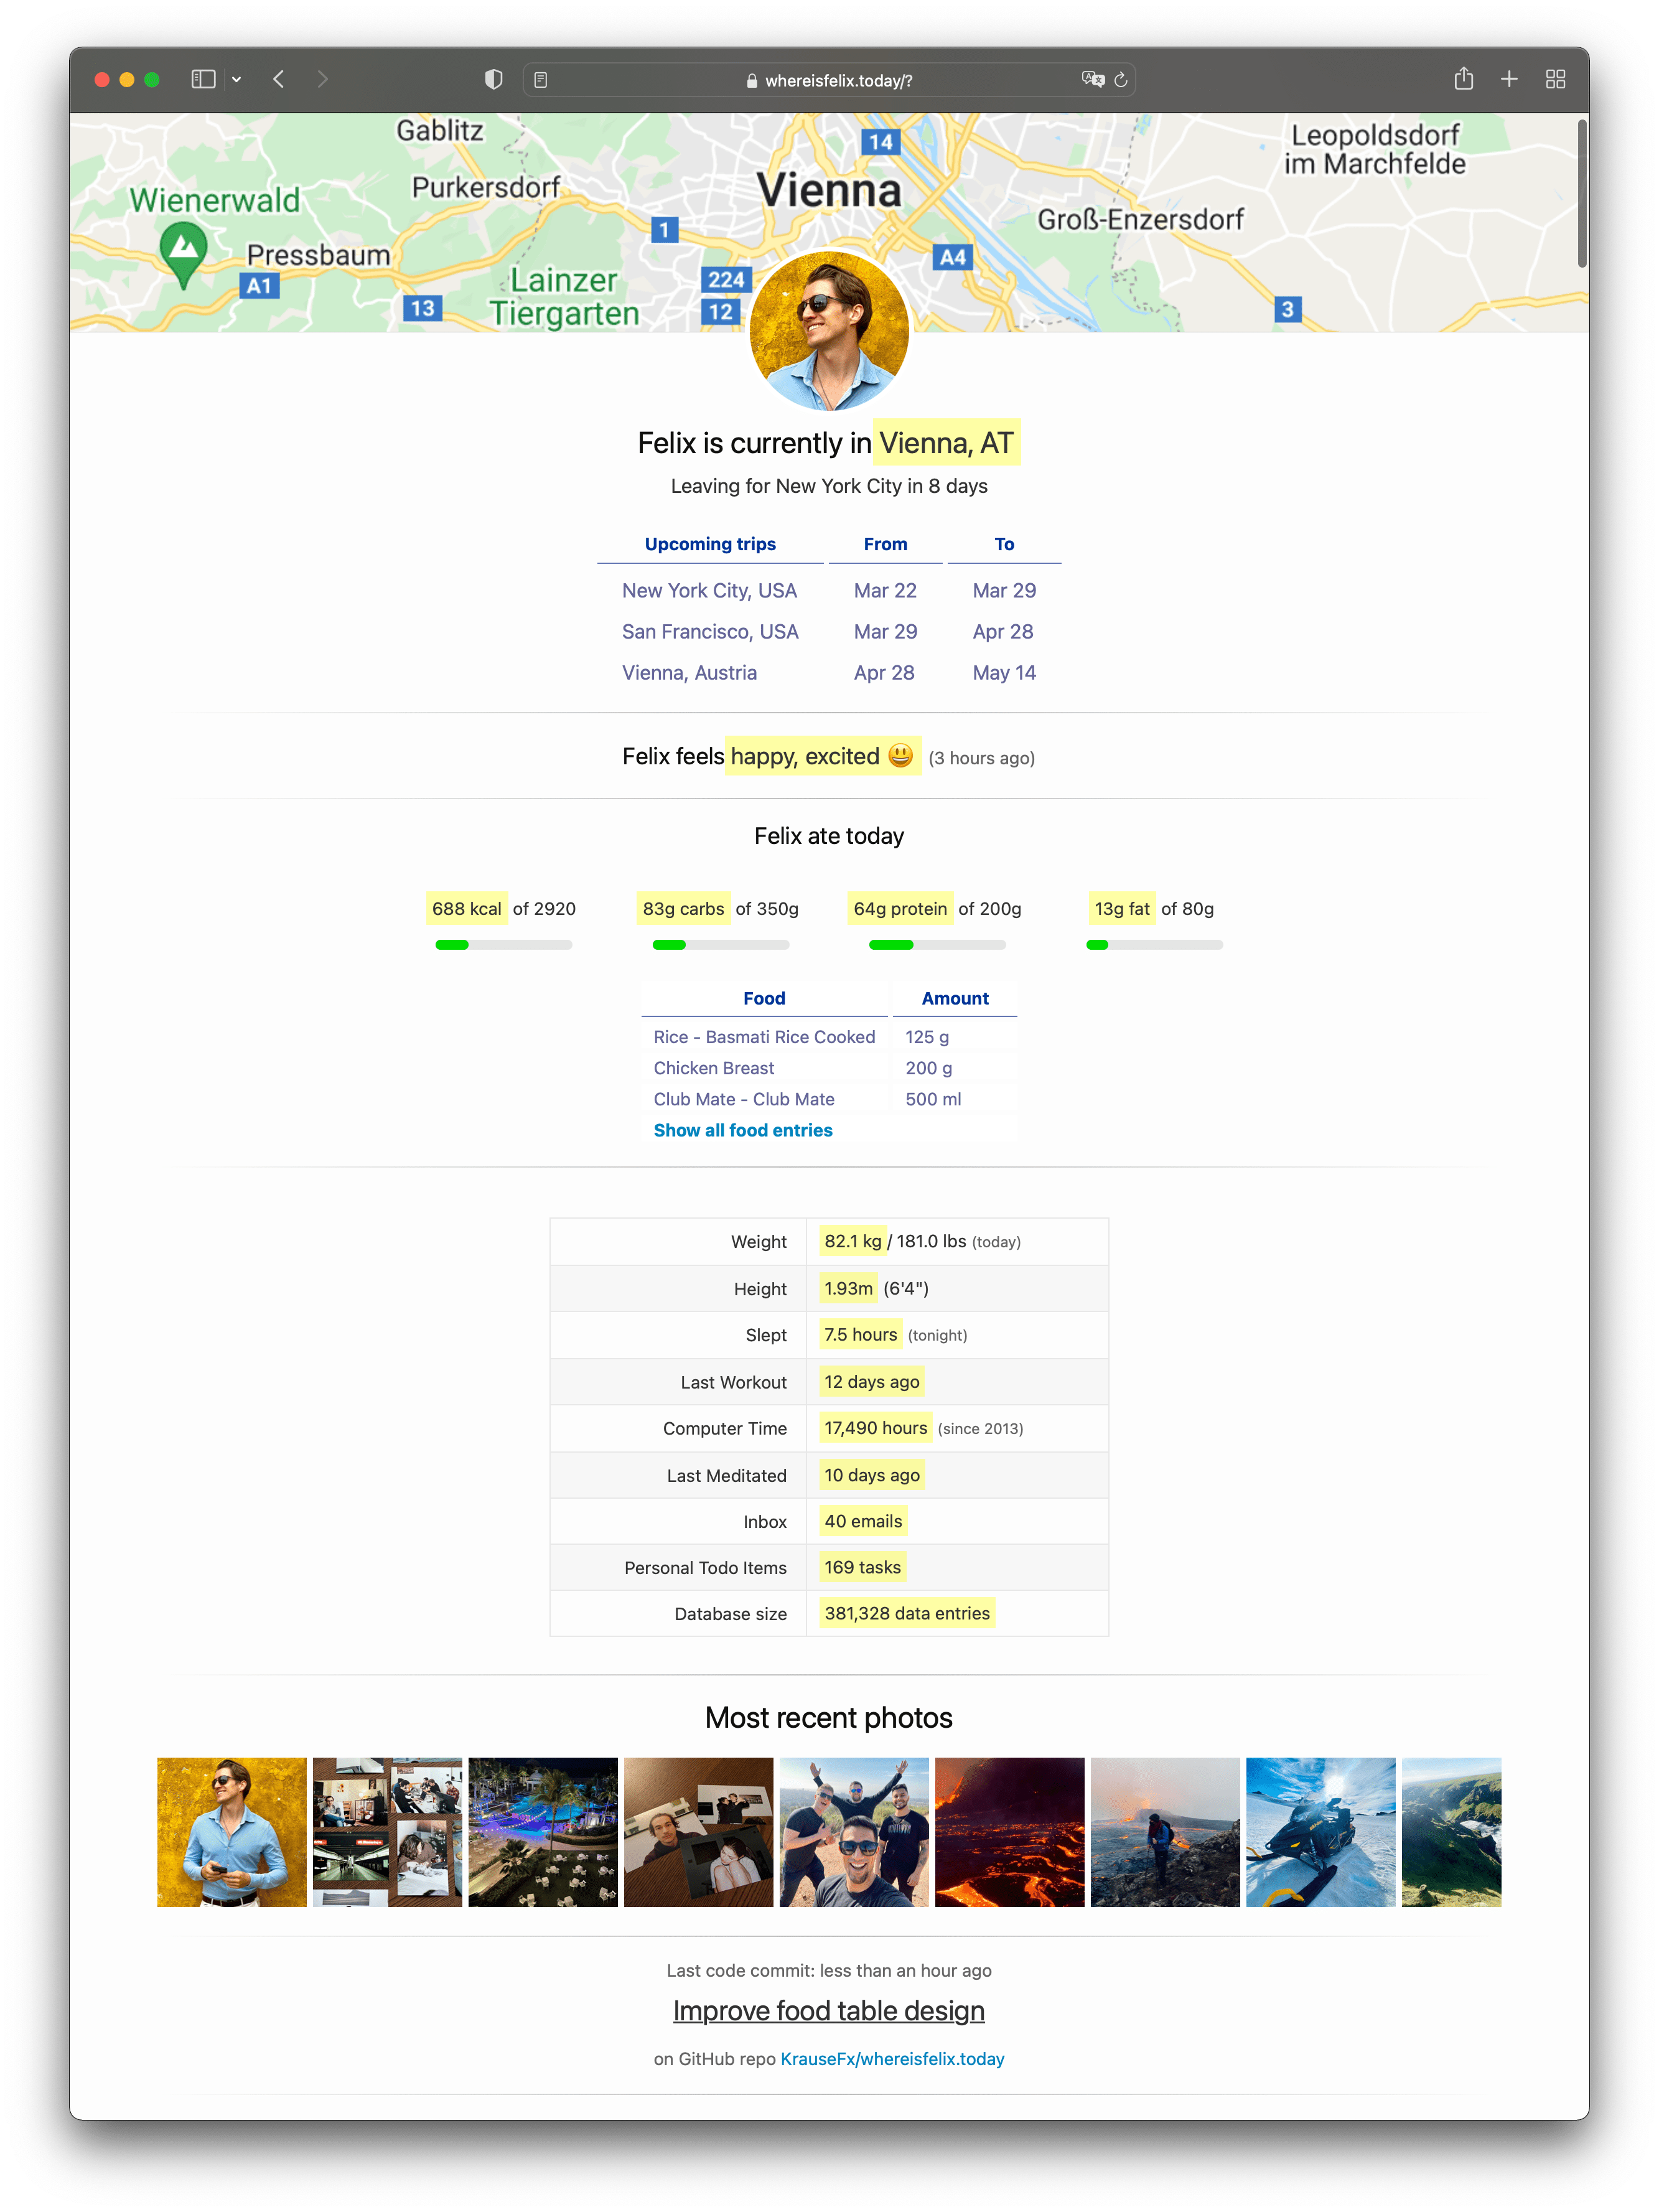 whereisfelix.today/?
Gablitz
14
Leopoldsdorf
im Marchfelde
Wienerwald
Purkersdorf
Vienna
1
Groß-Enzersdorf
Pressbaum
A4
A1
Lainzer
Tiergarten
224
13
12
3
Felix is currently in Vienna, AT
Leaving for New York City in 8 days
Upcoming trips From To
New York City, USA Mar 22 Mar 29
San Francisco, USA Mar 29 Apr 28
Vienna, Austria Apr 28 May 14
Felix feels happy, excited 😃 (3 hours ago)
Felix ate today
688 kcal of 2920 83g carbs of 350g 64g protein of 200g 13g fat of 80g
Food Amount
Rice - Basmati Rice Cooked 125 g
Chicken Breast 200 g
Club Mate - Club Mate 500 ml
Show all food entries
Weight 82.1 kg / 181.0 lbs (today)
Height 1.93m (6'4")
Slept 7.5 hours (tonight)
Last Workout 12 days ago
Computer Time 17,490 hours (since 2013)
Last Meditated 10 days ago
Inbox 40 emails
Personal Todo Items 169 tasks
Database size 381,328 data entries
Most recent photos
Last code commit: less than an hour ago
Improve food table design
on GitHub repo KrauseFx/whereisfelix.today